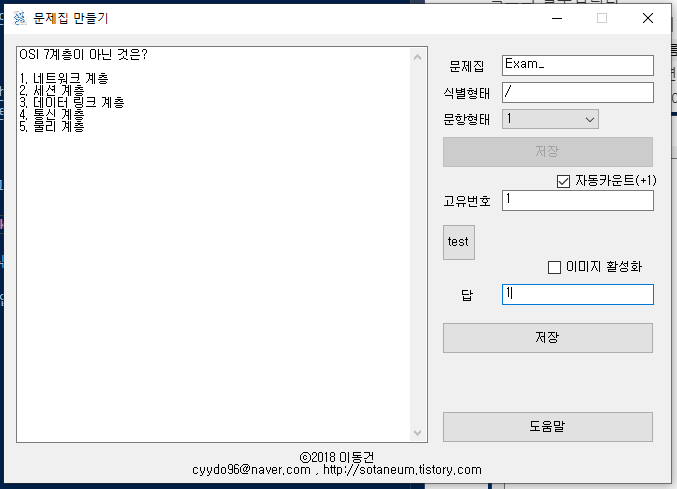 문제집 만들기
OSI 7계층이 아닌 것은?
1. 네트워크 계층
2. 세션 계층
3. 데이터 링크 계층
4. 통신 계층
5. 물리 계층
문제집 Exam_
식별형태 /
문항형태 1
저장
자동카운트(+1)
고유번호 1
test
이미지 활성화
답 1
저장
도움말
ⓒ2018 이동건
cyydo96@naver.com , http://sotaneum.tistory.com